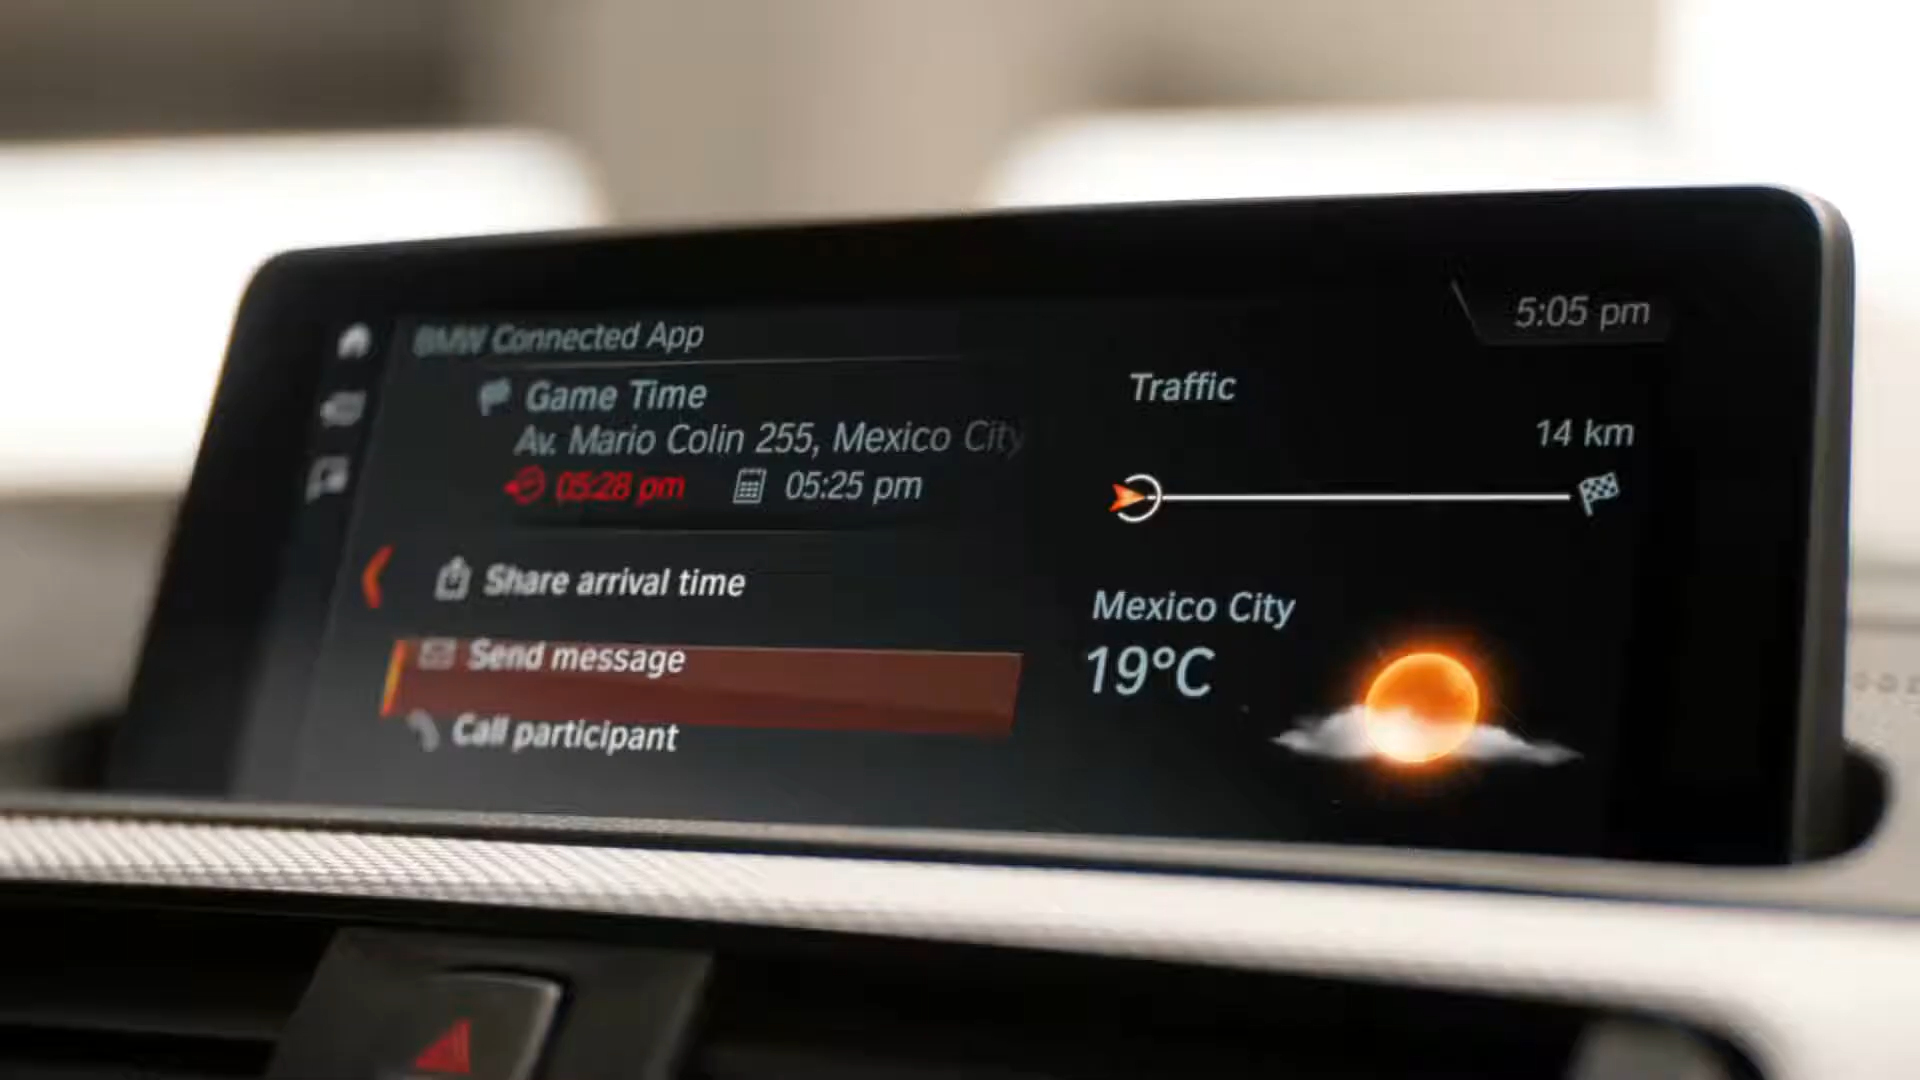 5:05 pm
BMW Connected App
Game Time
Av. Mario Colin 255, Mexico City
05:28 pm 05:25 pm
Share arrival time
Send message
Call participant
Traffic
14 km
Mexico City
19°C